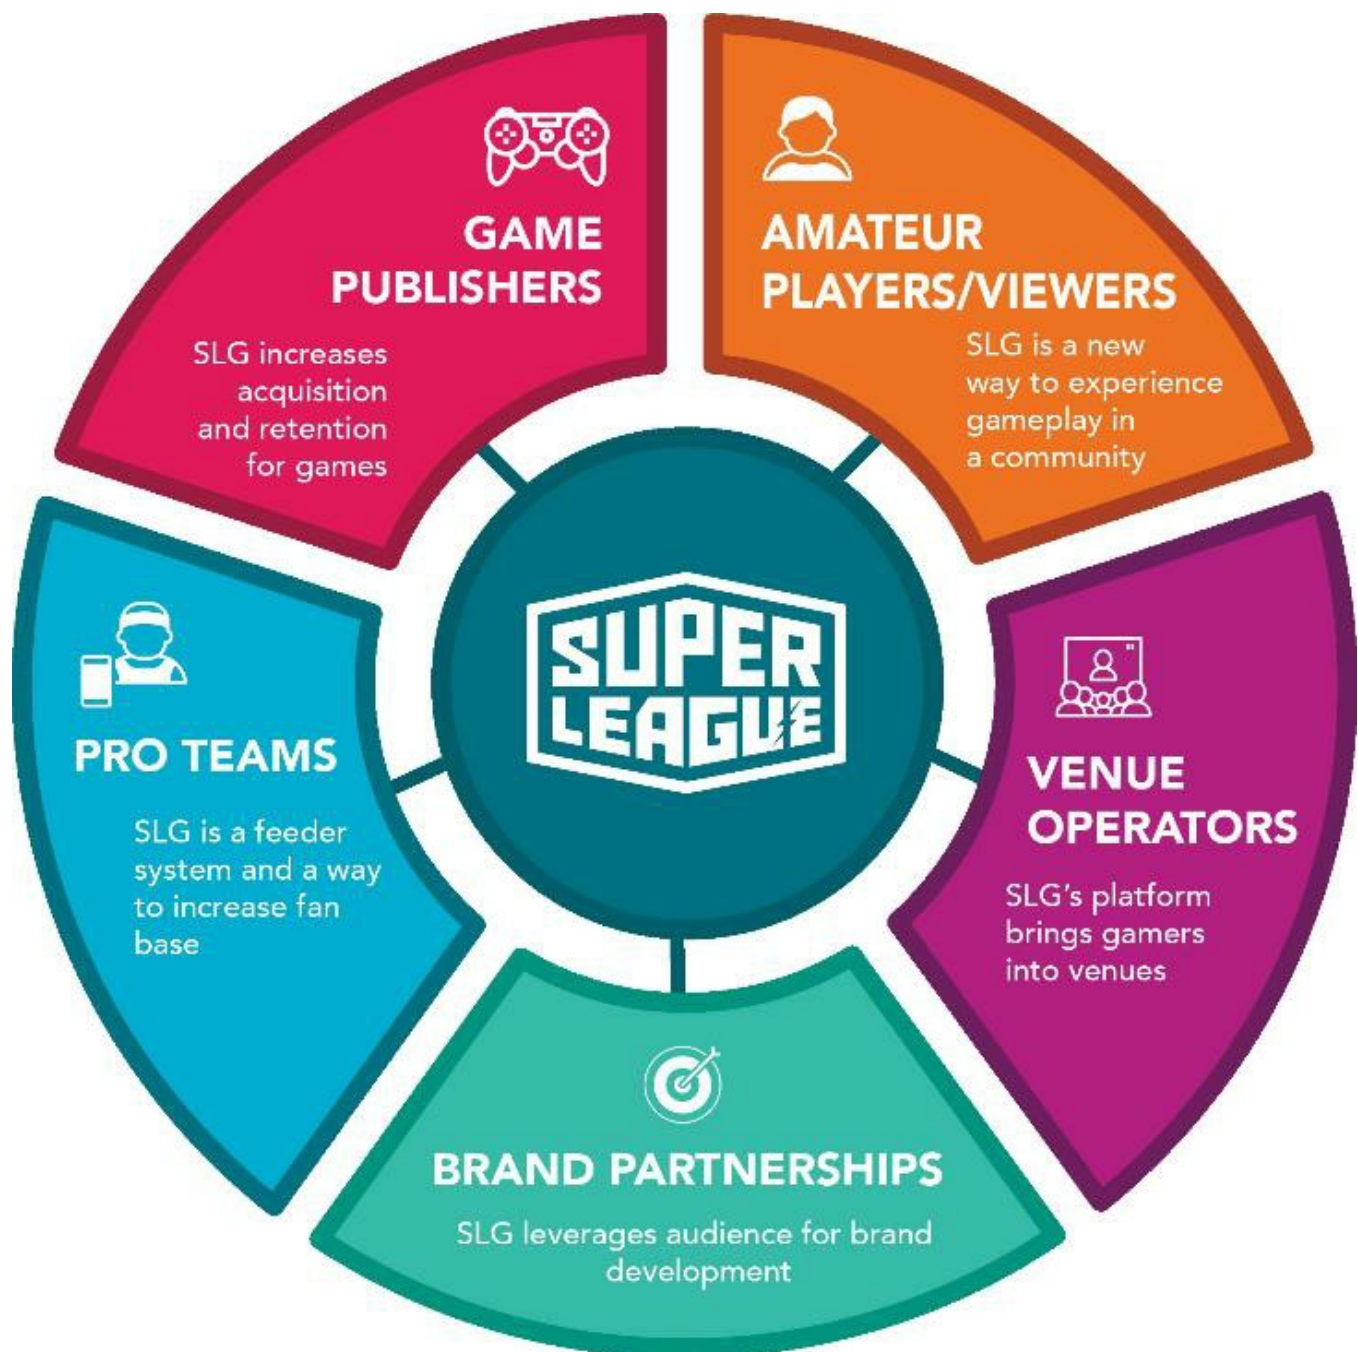 GAME
PUBLISHERS
SLG increases
acquisition
and retention
for games
AMATEUR
PLAYERS/VIEWERS
SLG is a new
way to experience
gameplay in
a community
PRO TEAMS
SLG is a feeder
system and a way
to increase fan
base
SUPER
LEAGUE
VENUE
OPERATORS
SLG's platform
brings gamers
into venues
BRAND PARTNERSHIPS
SLG leverages audience for brand
development